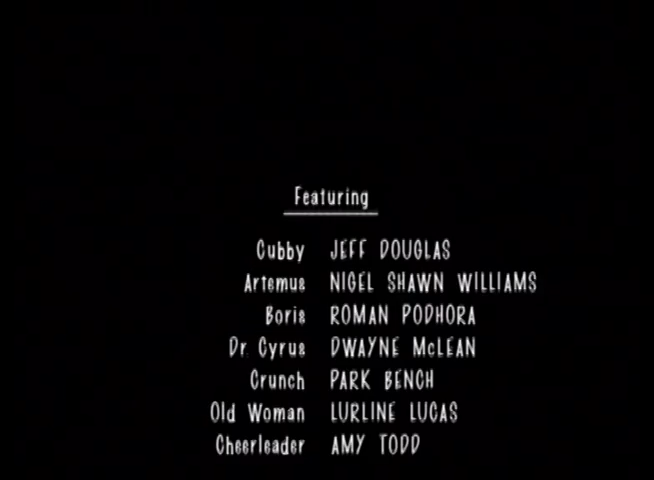 Featuring
Cubby JEFF DOUGLAS
Artemus NIGEL SHAWN WILLIAMS
Boris ROMAN PODHORA
Dr Cyrus DWAYNE McLEAN
Crunch PARK BENCH
Old Woman LURLINE LUCAS
Cheerleader AMY TODD